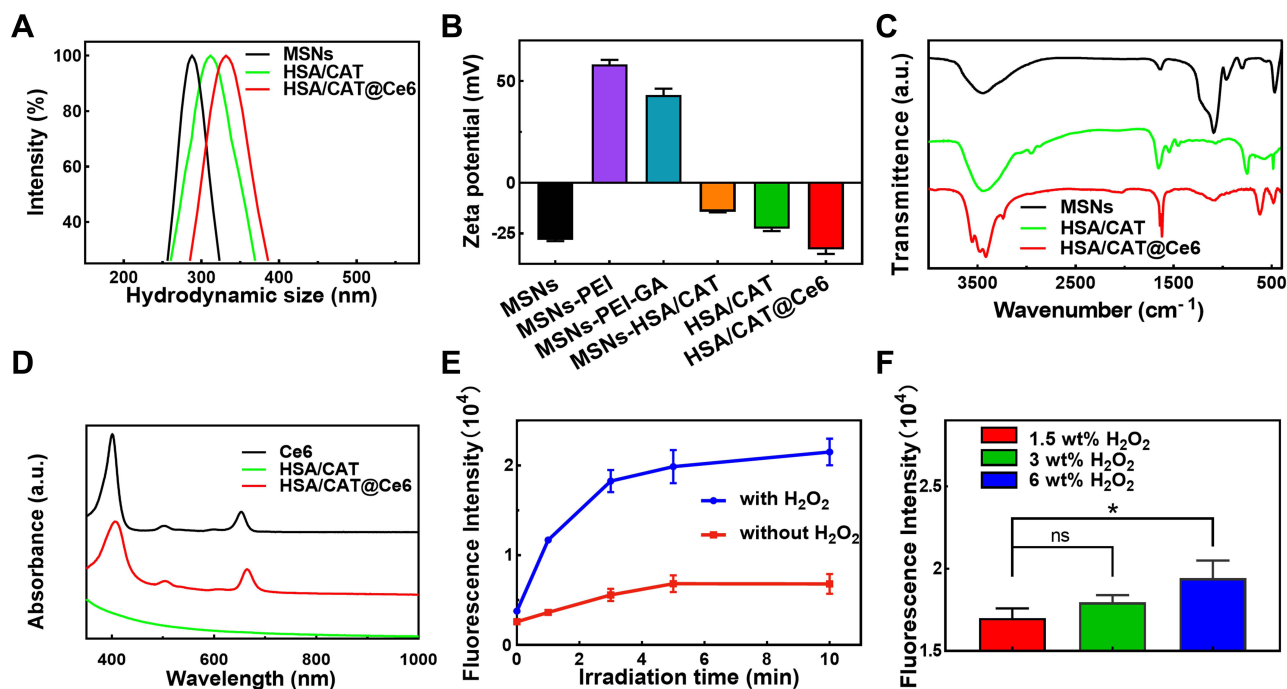 A
MSNs
HSA/CAT
HSA/CAT@Ce6
100
80
60
40
Intensity (%)
200
300
400
500
Hydrodynamic size (nm)
B
50
0
-25
Zeta potential (mV)
MSNs
MSNs-PEI
MSNs-PEI-GA
MSNs-HSA/CAT
HSA/CAT
HSA/CAT@Ce6
C
Transmittence (a.u.)
MSNs
HSA/CAT
HSA/CAT@Ce6
3500
2500
1500
500
Wavenumber (cm⁻¹)
D
Absorbance (a.u.)
Ce6
HSA/CAT
HSA/CAT@Ce6
400
600
800
1000
Wavelength (nm)
E
Fluorescence Intensity（10⁴)
2
1
0
with H₂O₂
without H₂O₂
0
2
4
6
8
10
Irradiation time (min)
F
Fluorescence Intensity（10⁴)
2.5
2
1.5
1.5 wt% H₂O₂
3 wt% H₂O₂
6 wt% H₂O₂
*
ns